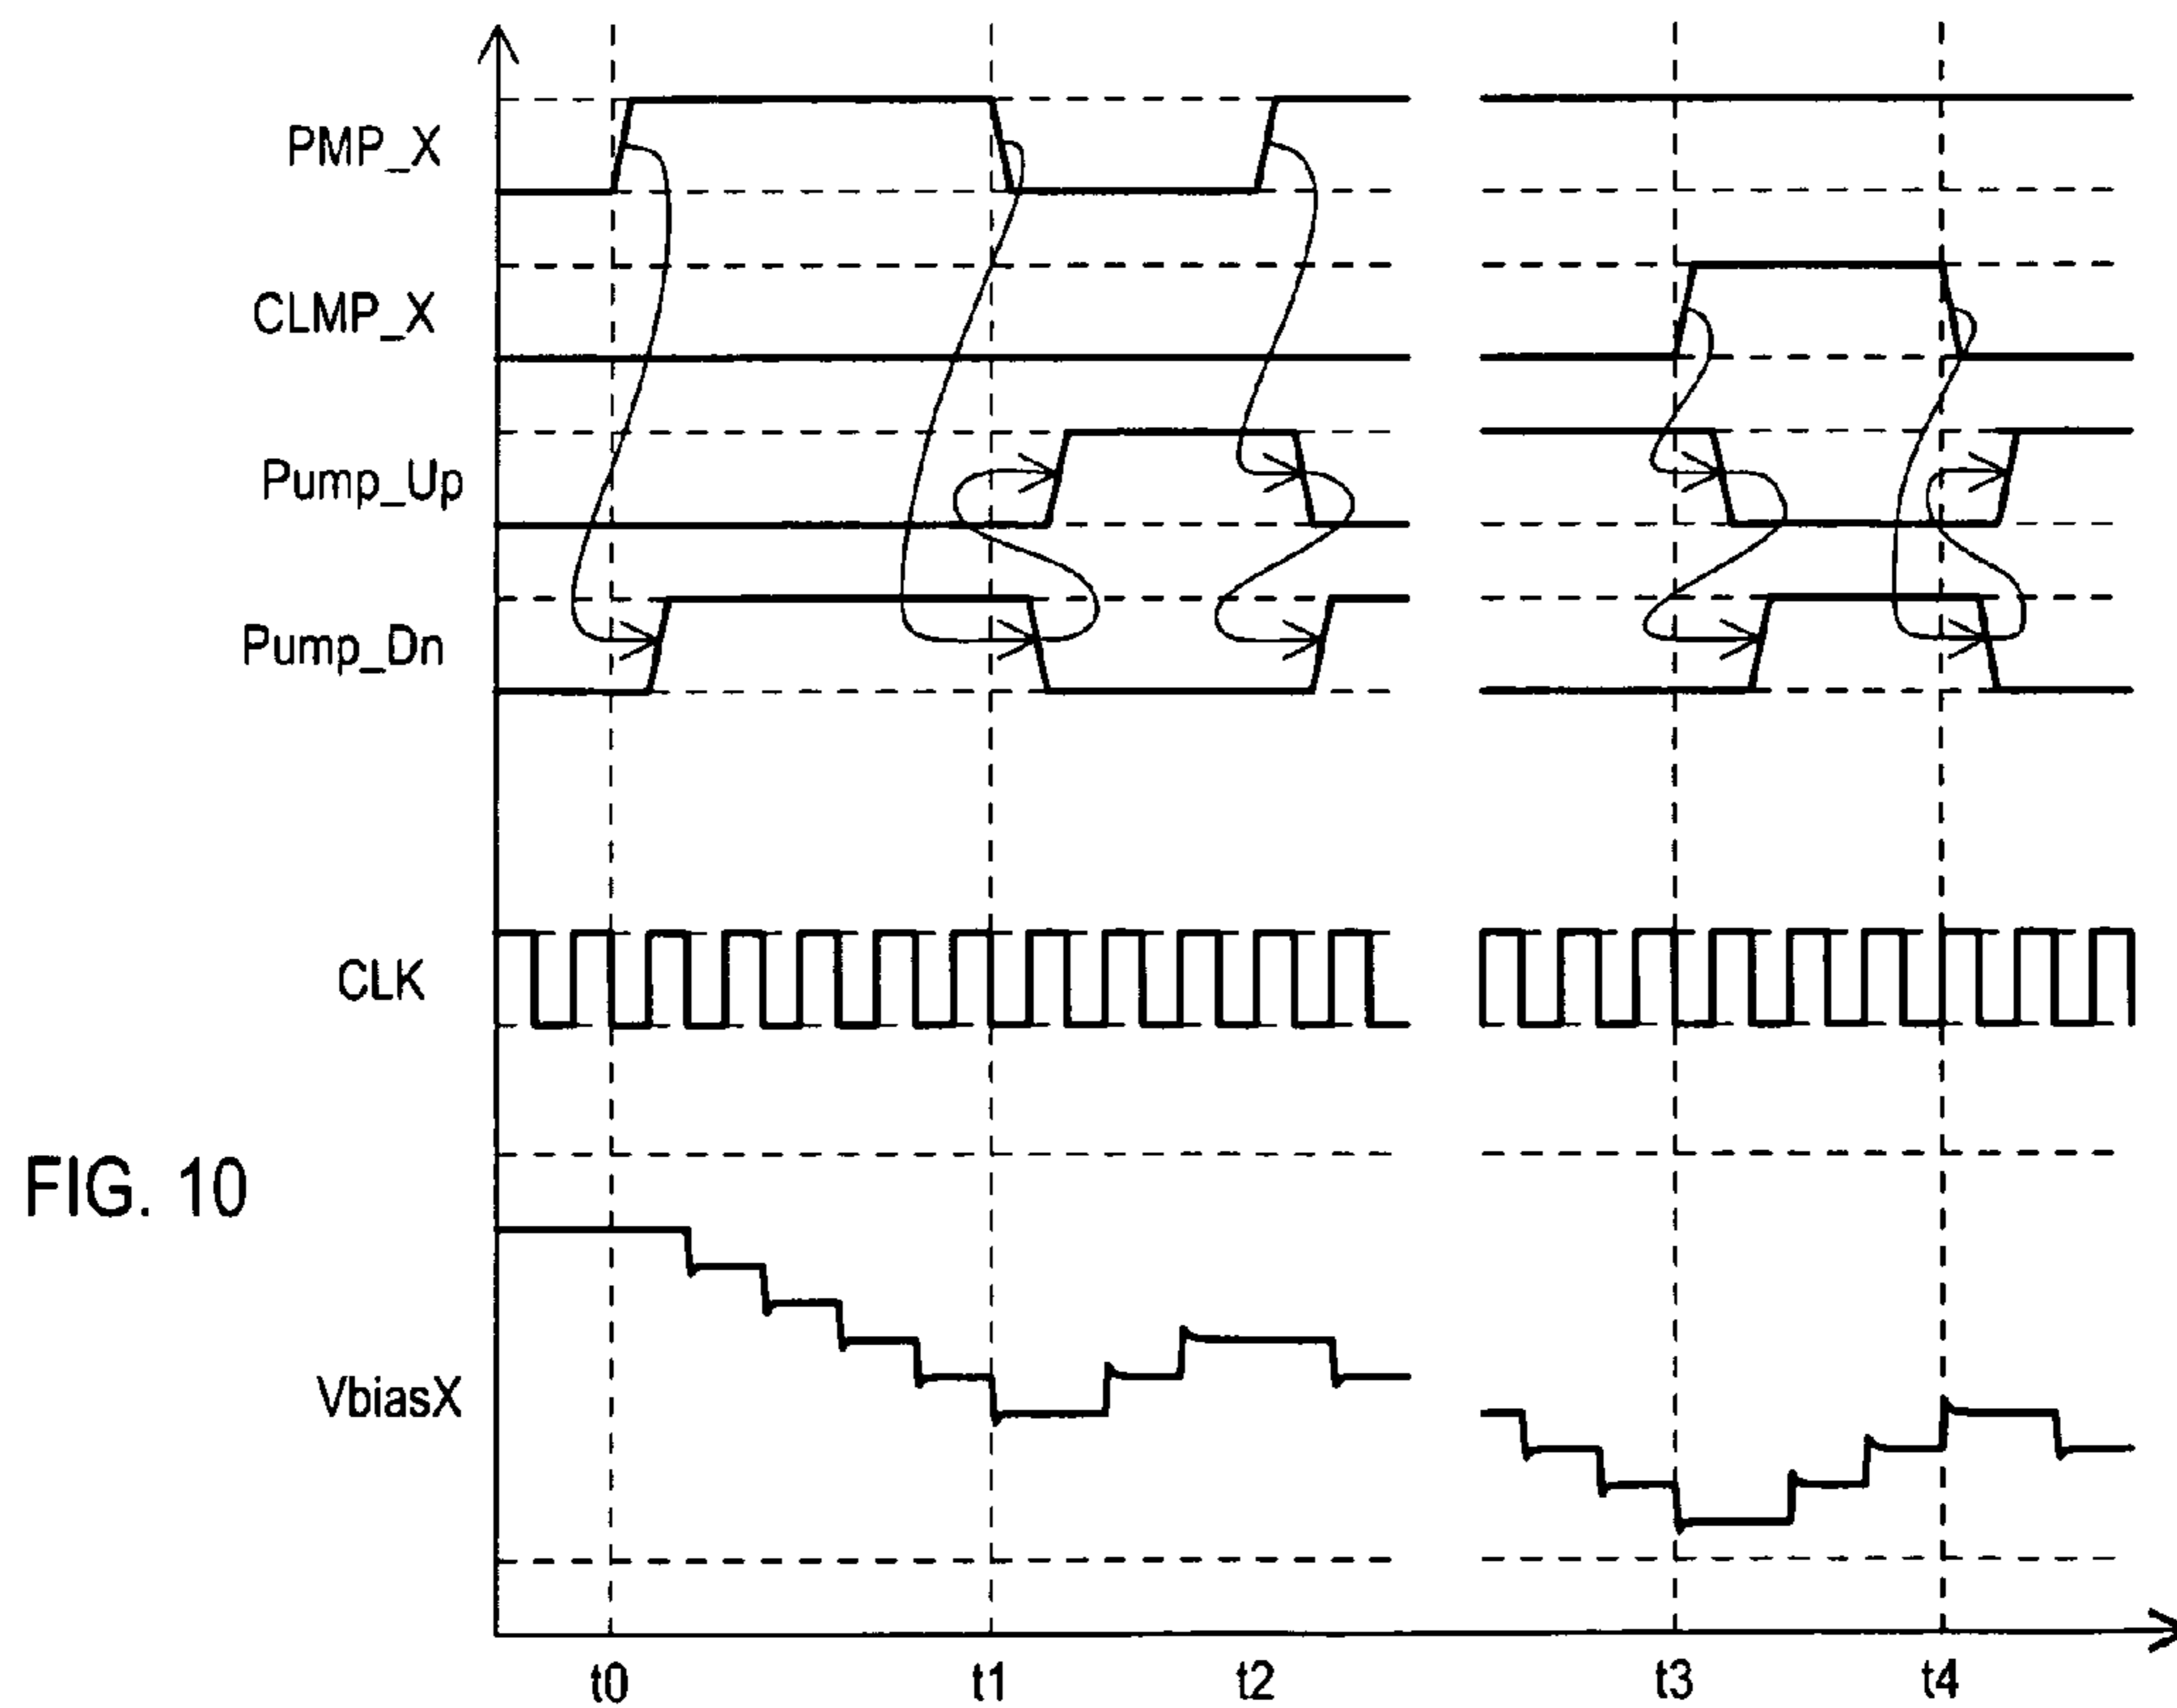 PMP_X
CLMP_X
Pump_Up
Pump_Dn
CLK
FIG. 10
VbiasX
t0 t1 t2 t3 t4